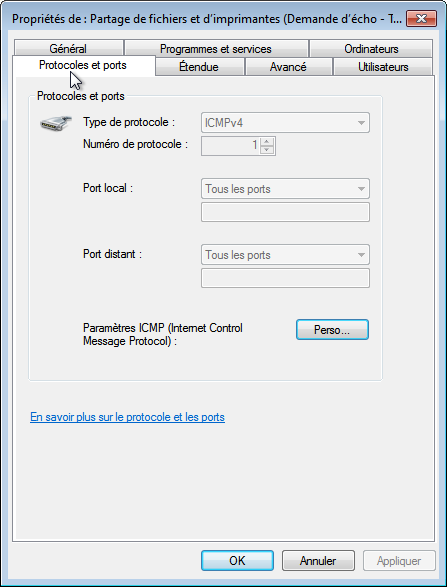 Propriétés de : Partage de fichiers et d'imprimantes (Demande d'écho - T...
Général
Programmes et services
Ordinateurs
Protocoles et ports
Étendue
Avancé
Utilisateurs
Protocoles et ports
Type de protocole :
ICMPv4
Numéro de protocole :
1
Port local :
Tous les ports
Port distant :
Tous les ports
Paramètres ICMP (Internet Control
Message Protocol) :
Perso...
En savoir plus sur le protocole et les ports
OK
Annuler
Appliquer